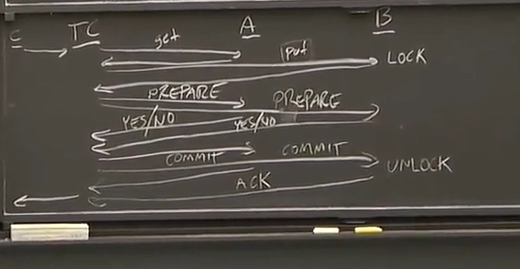 C TC A B
get
put LOCK
PREPARE PREPARE
YES/NO YES/NO
COMMIT COMMIT
UNLOCK
ACK